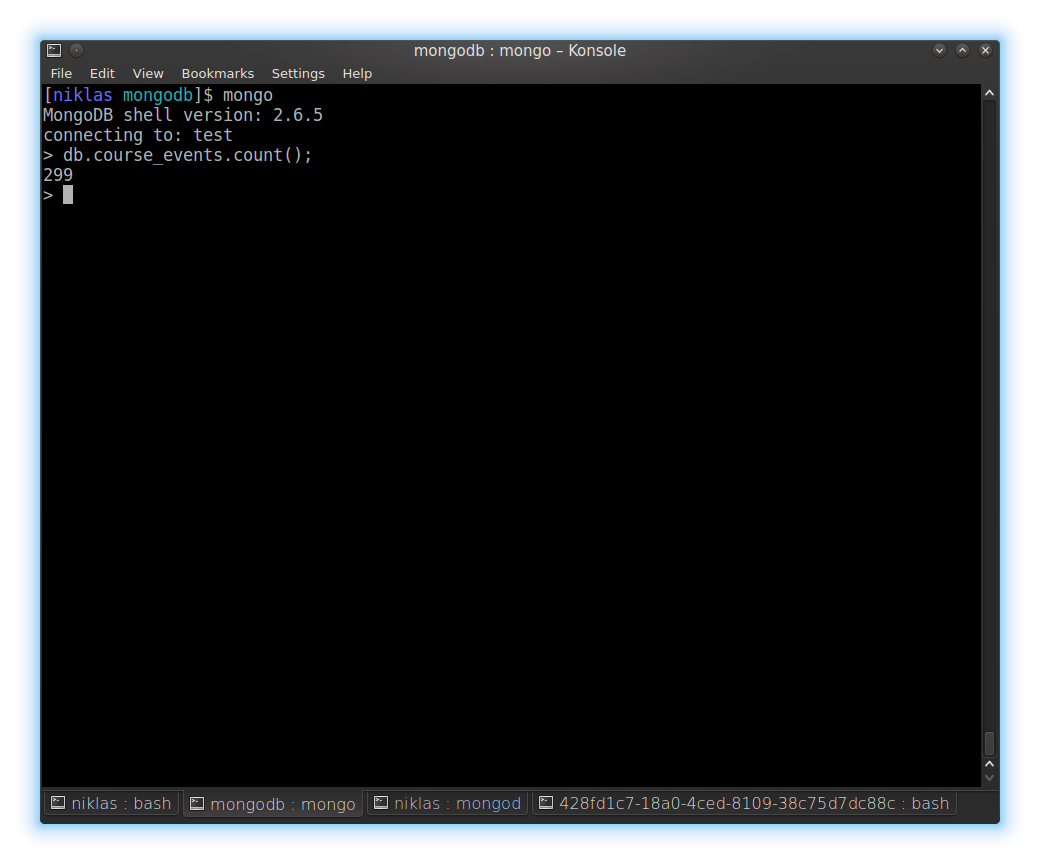 mongodb : mongo – Konsole
File Edit View Bookmarks Settings Help
[niklas mongodb]$ mongo
MongoDB shell version: 2.6.5
connecting to: test
> db.course_events.count();
299
>
niklas : bash mongodb : mongo niklas : mongod 428fd1c7-18a0-4ced-8109-38c75d7dc88c : bash